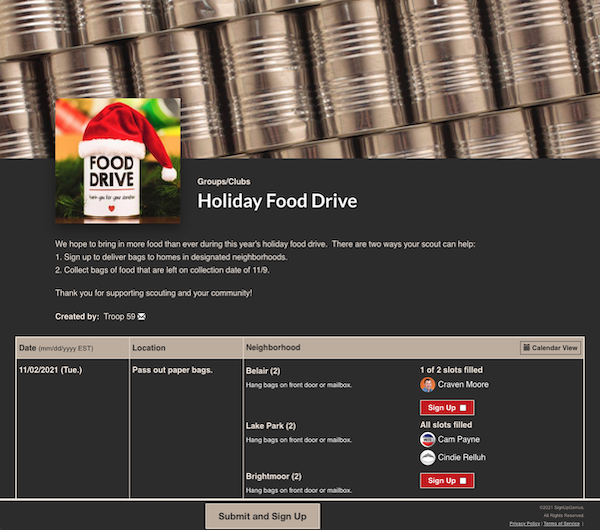 FOOD
DRIVE
thank you for your donation
Groups/Clubs
Holiday Food Drive
We hope to bring in more food than ever during this year's holiday food drive. There are two ways your scout can help:
1. Sign up to deliver bags to homes in designated neighborhoods.
2. Collect bags of food that are left on collection date of 11/9.
Thank you for supporting scouting and your community!
Created by: Troop 59
Date (mm/dd/yyyy EST) Location Neighborhood Calendar View
11/02/2021 (Tue.) Pass out paper bags. Belair (2) 1 of 2 slots filled
Hang bags on front door or mailbox. Craven Moore
Sign Up
Lake Park (2) All slots filled
Hang bags on front door or mailbox. Cam Payne
Cindie Relluh
Brightmoor (2) Sign Up
Hang bags on front door or mailbox.
Submit and Sign Up
©2021 SignUpGenius.
All Rights Reserved.
Privacy Policy | Terms of Service |